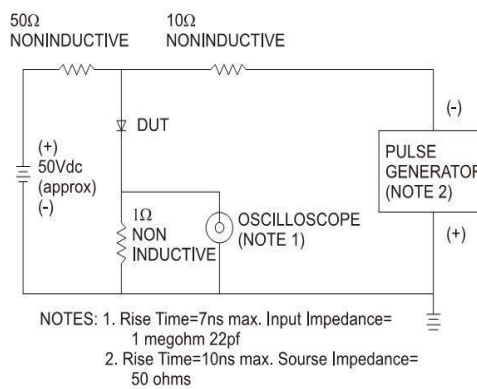 50Ω
NONINDUCTIVE
10Ω
NONINDUCTIVE
(+)
50Vdc
(approx)
(-)
DUT
1Ω
NON
INDUCTIVE
OSCILLOSCOPE
(NOTE 1)
(-)
PULSE
GENERATOR
(NOTE 2)
(+)
NOTES: 1. Rise Time=7ns max. Input Impedance=
1 megohm 22pf
2. Rise Time=10ns max. Sourse Impedance=
50 ohms